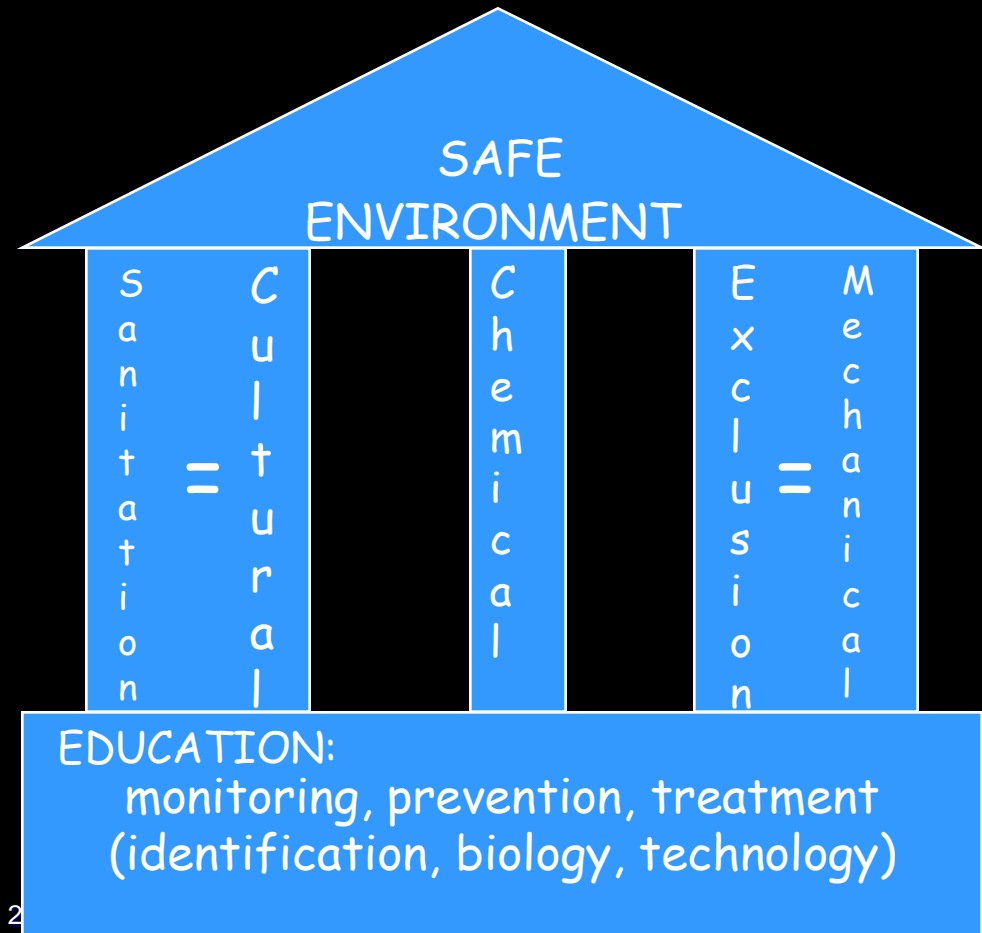 SAFE
ENVIRONMENT
Sanitation
=
Cultural
Chemical
Exclusion
=
Mechanical
EDUCATION:
monitoring, prevention, treatment
(identification, biology, technology)
2